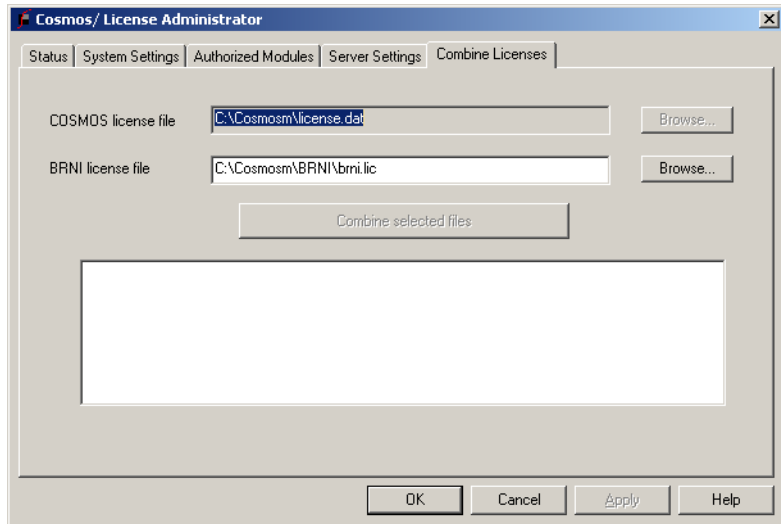 Cosmos/ License Administrator
Status System Settings Authorized Modules Server Settings Combine Licenses
COSMOS license file C:\Cosmosm\license.dat Browse...
BRNI license file C:\Cosmosm\BRNI\brni.lic Browse...
Combine selected files
OK Cancel Apply Help